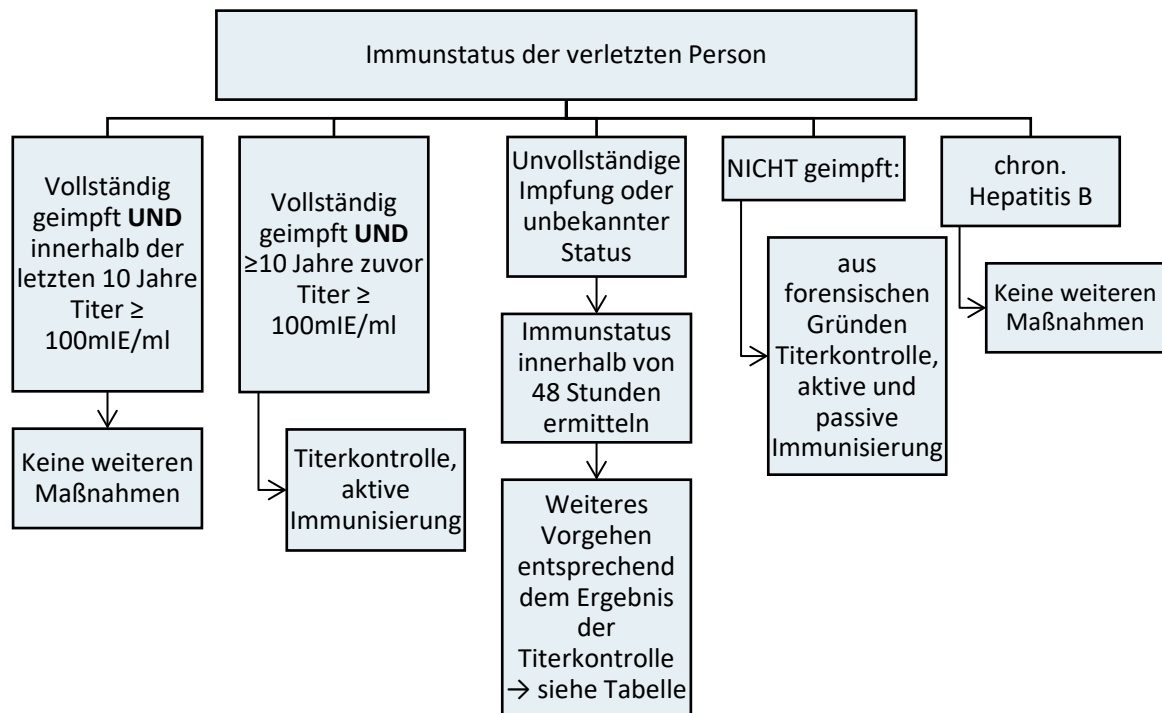 Immunstatus der verletzten Person
Vollständig
geimpft UND
innerhalb der
letzten 10 Jahre
Titer ≥
100mIE/ml
Keine weiteren
Maßnahmen
Vollständig
geimpft UND
≥10 Jahre zuvor
Titer ≥
100mIE/ml
Titerkontrolle,
aktive
Immunisierung
Unvollständige
Impfung oder
unbekannter
Status
Immunstatus
innerhalb von
48 Stunden
ermitteln
Weiteres
Vorgehen
entsprechend
dem Ergebnis
der
Titerkontrolle
→ siehe Tabelle
NICHT geimpft:
aus
forensischen
Gründen
Titerkontrolle,
aktive und
passive
Immunisierung
chron.
Hepatitis B
Keine weiteren
Maßnahmen